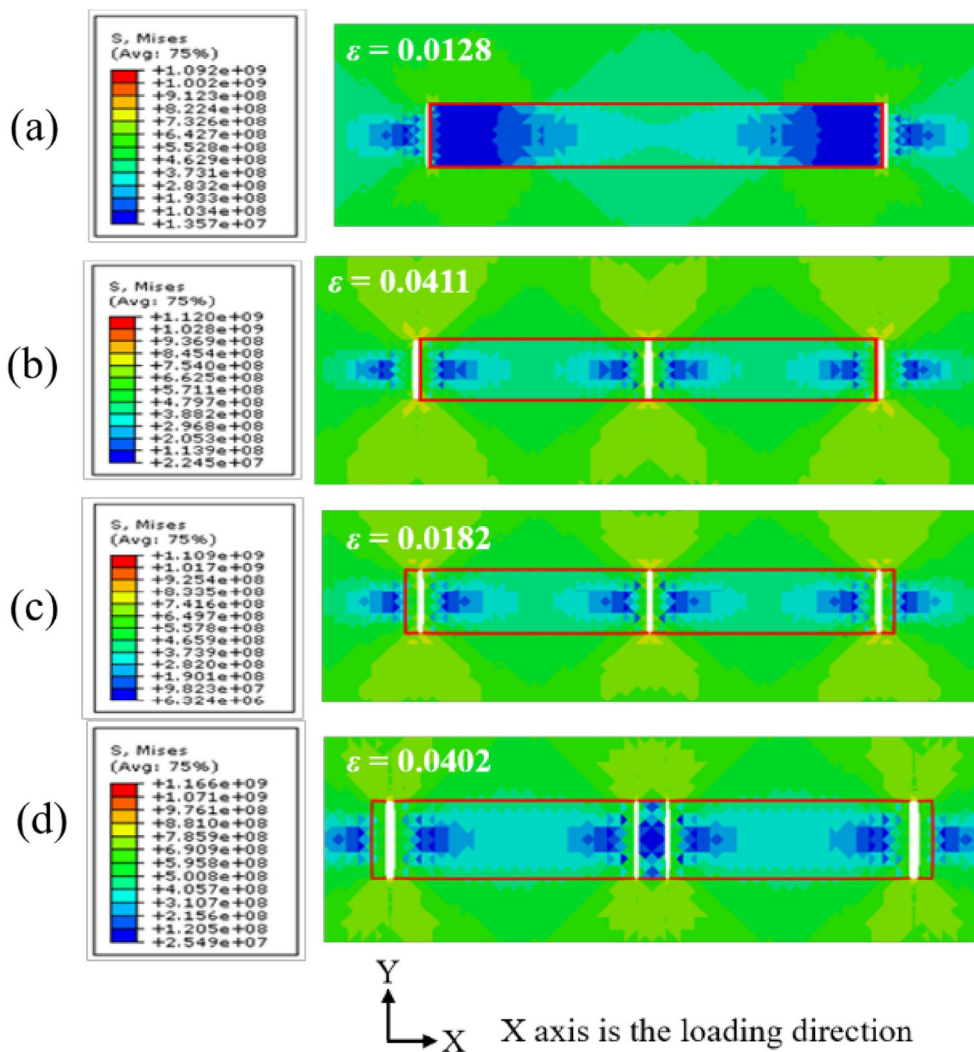 (a)
S, Mises
(Avg: 75%)
+1.092e+09
+1.002e+09
+9.123e+08
+8.224e+08
+7.326e+08
+6.427e+08
+5.528e+08
+4.629e+08
+3.731e+08
+2.832e+08
+1.933e+08
+1.034e+08
+1.357e+07
ε = 0.0128
(b)
S, Mises
(Avg: 75%)
+1.120e+09
+1.028e+09
+9.369e+08
+8.454e+08
+7.540e+08
+6.625e+08
+5.711e+08
+4.797e+08
+3.882e+08
+2.968e+08
+2.053e+08
+1.139e+08
+2.245e+07
ε = 0.0411
(c)
S, Mises
(Avg: 75%)
+1.109e+09
+1.017e+09
+9.254e+08
+8.335e+08
+7.416e+08
+6.497e+08
+5.578e+08
+4.659e+08
+3.739e+08
+2.820e+08
+1.901e+08
+9.823e+07
+6.324e+06
ε = 0.0182
(d)
S, Mises
(Avg: 75%)
+1.166e+09
+1.071e+09
+9.761e+08
+8.810e+08
+7.859e+08
+6.909e+08
+5.958e+08
+5.008e+08
+4.057e+08
+3.107e+08
+2.156e+08
+1.205e+08
+2.549e+07
ε = 0.0402
Y
X
X axis is the loading direction